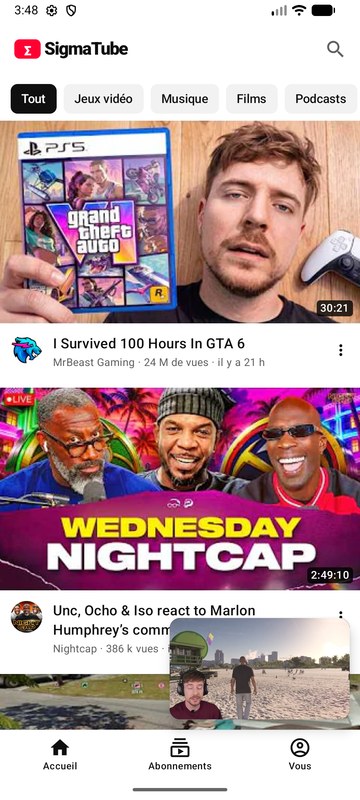 3:48
Σ SigmaTube
Tout
Jeux vidéo
Musique
Films
Podcasts
PS5
grand
theft
auto
VI
R
30:21
I Survived 100 Hours In GTA 6
MrBeast Gaming · 24 M de vues · il y a 21 h
LIVE
WEDNESDAY
NIGHTCAP
2:49:10
Unc, Ocho & Iso react to Marlon
Humphrey's comm
Nightcap · 386 k vues ·
Accueil
Abonnements
Vous